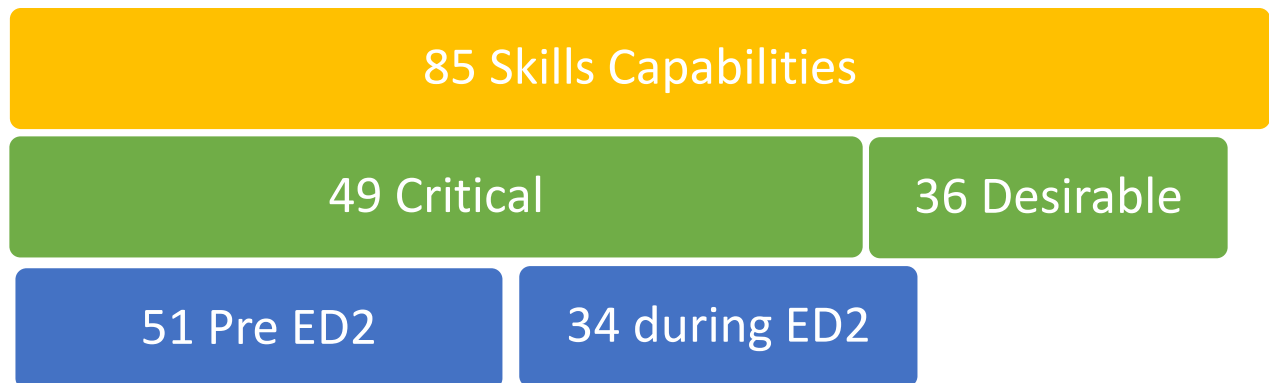 85 Skills Capabilities
49 Critical
36 Desirable
51 Pre ED2
34 during ED2